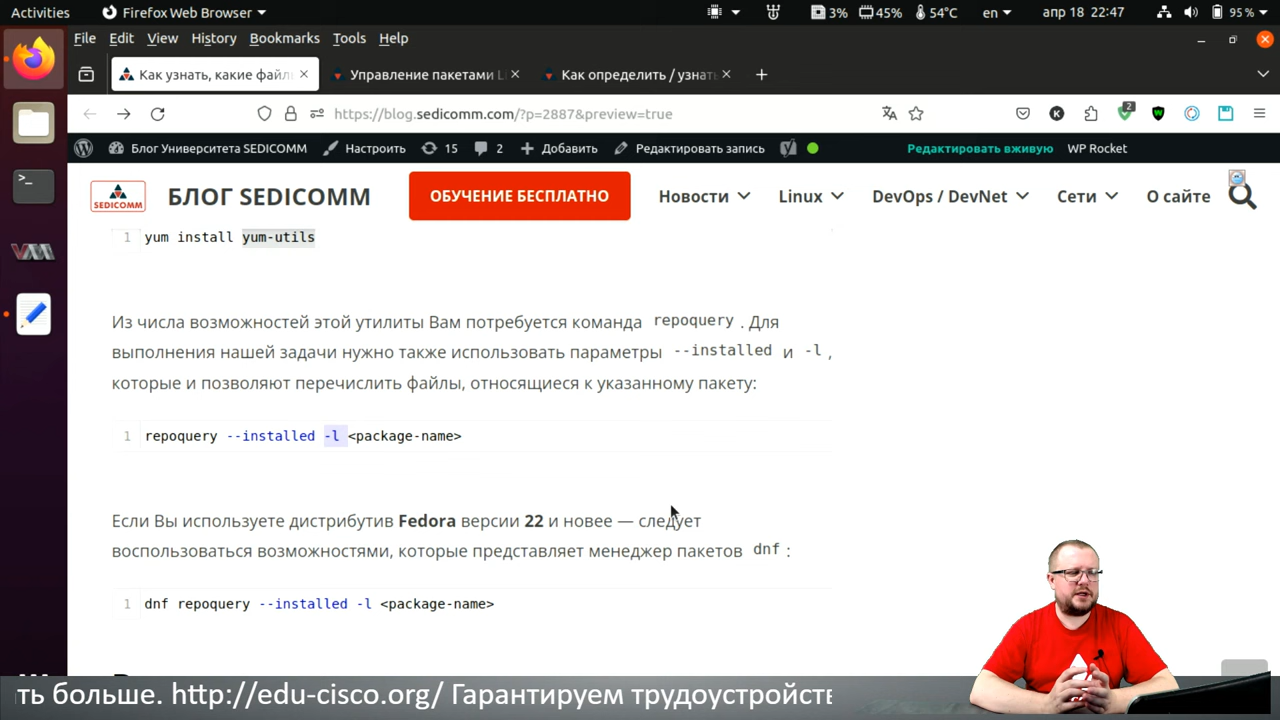 Activities
Firefox Web Browser
3%
45%
54°C
en
апр 18 22:47
95%
File Edit View History Bookmarks Tools Help
Как узнать, какие файл
Управление пакетами Li
Как определить / узнать
https://blog.sedicomm.com/?p=2887&preview=true
K
2
Блог Университета SEDICOMM
Настроить
15
2
Добавить
Редактировать запись
Редактировать вживую
WP Rocket
SEDICOMM
БЛОГ SEDICOMM
ОБУЧЕНИЕ БЕСПЛАТНО
Новости
Linux
DevOps / DevNet
Сети
О сайте
1 yum install yum-utils
Из числа возможностей этой утилиты Вам потребуется команда repoquery . Для
выполнения нашей задачи нужно также использовать параметры --installed и -l ,
которые и позволяют перечислить файлы, относящиеся к указанному пакету:
1 repoquery --installed -l <package-name>
Если Вы используете дистрибутив Fedora версии 22 и новее — следует
воспользоваться возможностями, которые представляет менеджер пакетов dnf :
1 dnf repoquery --installed -l <package-name>
ть больше. http://edu-cisco.org/ Гарантируем трудоустройств